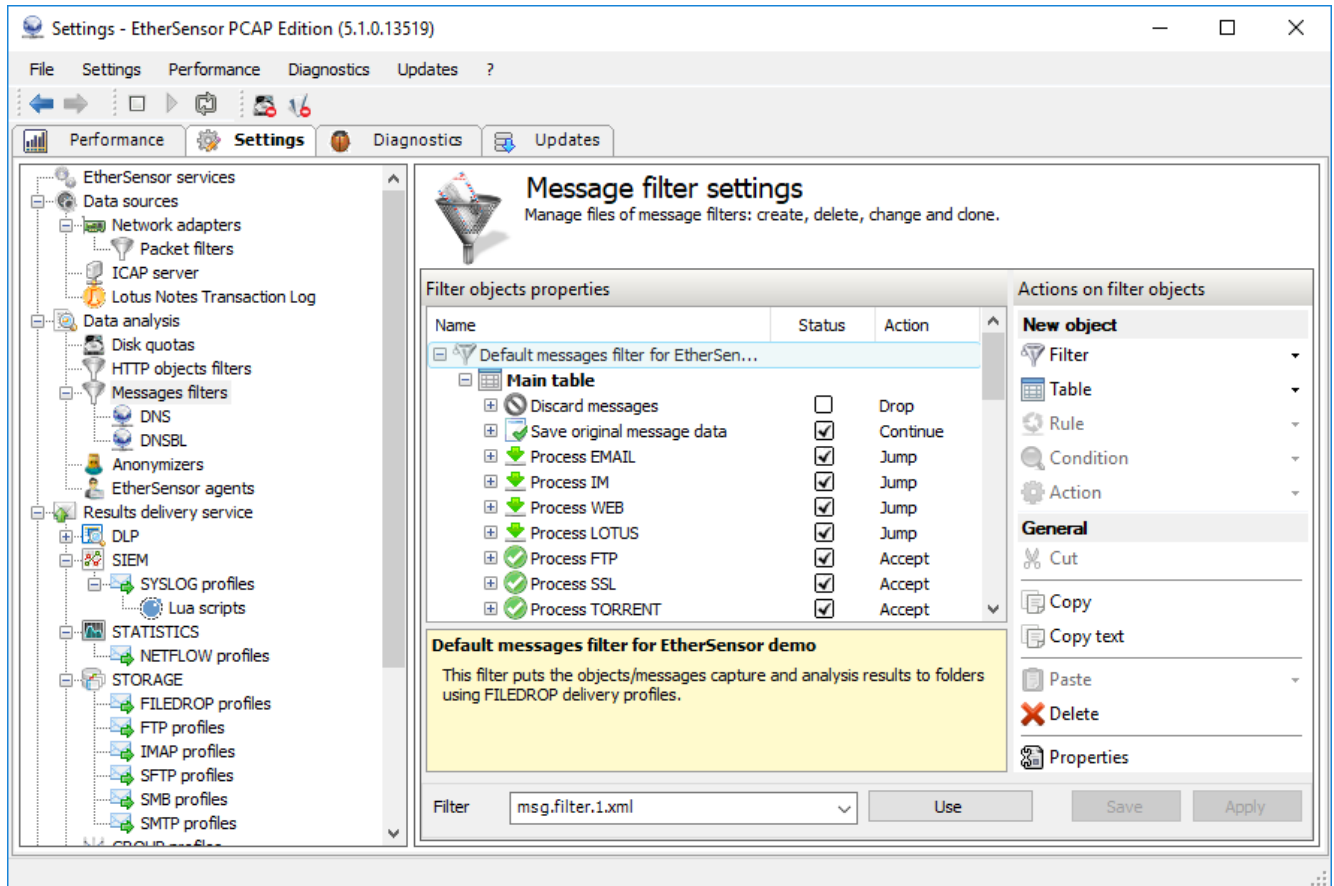 Settings - EtherSensor PCAP Edition (5.1.0.13519)
File Settings Performance Diagnostics Updates ?
Performance Settings Diagnostics Updates
EtherSensor services
Data sources
Network adapters
Packet filters
ICAP server
Lotus Notes Transaction Log
Data analysis
Disk quotas
HTTP objects filters
Messages filters
DNS
DNSBL
Anonymizers
EtherSensor agents
Results delivery service
DLP
SIEM
SYSLOG profiles
Lua scripts
STATISTICS
NETFLOW profiles
STORAGE
FILEDROP profiles
FTP profiles
IMAP profiles
SFTP profiles
SMB profiles
SMTP profiles
GROUP profiles
Message filter settings
Manage files of message filters: create, delete, change and clone.
Filter objects properties
Name Status Action
Default messages filter for EtherSen...
Main table
Discard messages Drop
Save original message data Continue
Process EMAIL Jump
Process IM Jump
Process WEB Jump
Process LOTUS Jump
Process FTP Accept
Process SSL Accept
Process TORRENT Accept
Default messages filter for EtherSensor demo
This filter puts the objects/messages capture and analysis results to folders
using FILEDROP delivery profiles.
Actions on filter objects
New object
Filter
Table
Rule
Condition
Action
General
Cut
Copy
Copy text
Paste
Delete
Properties
Filter msg.filter.1.xml Use Save Apply